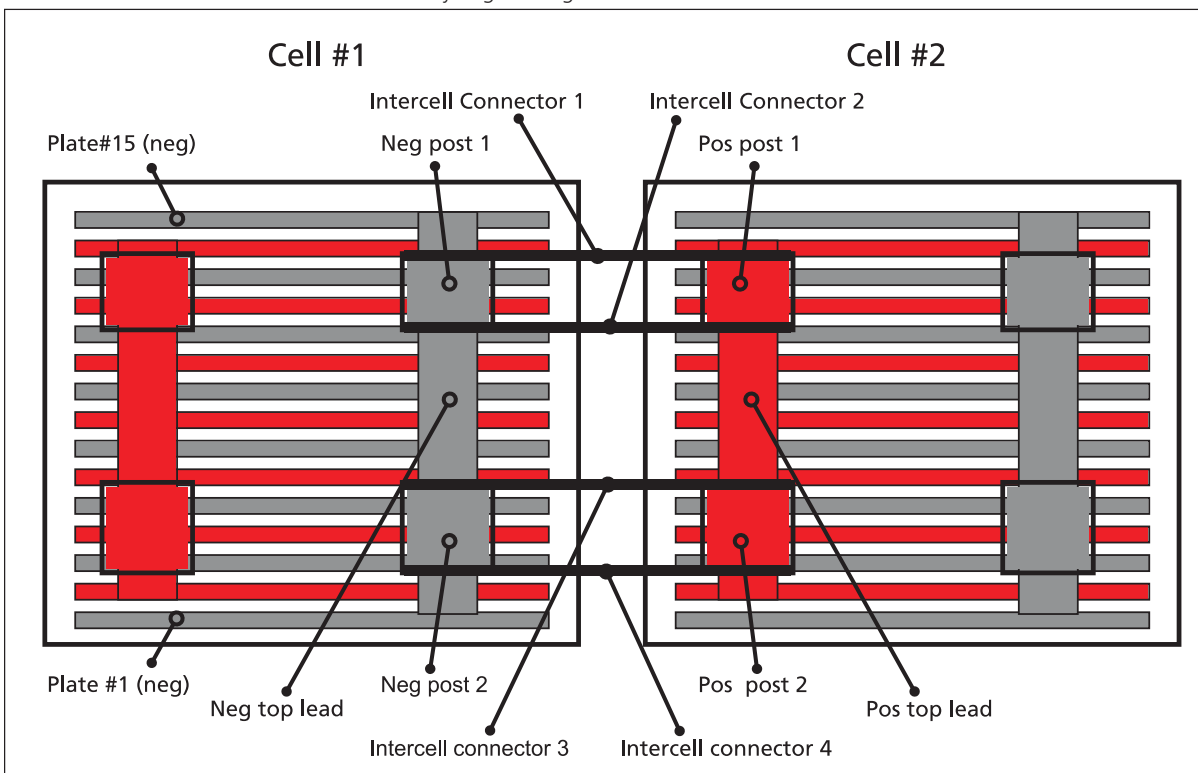 Cell #1
Cell #2
Intercell Connector 1
Intercell Connector 2
Plate#15 (neg)
Neg post 1
Pos post 1
Plate #1 (neg)
Neg post 2
Pos post 2
Neg top lead
Pos top lead
Intercell connector 3
Intercell connector 4